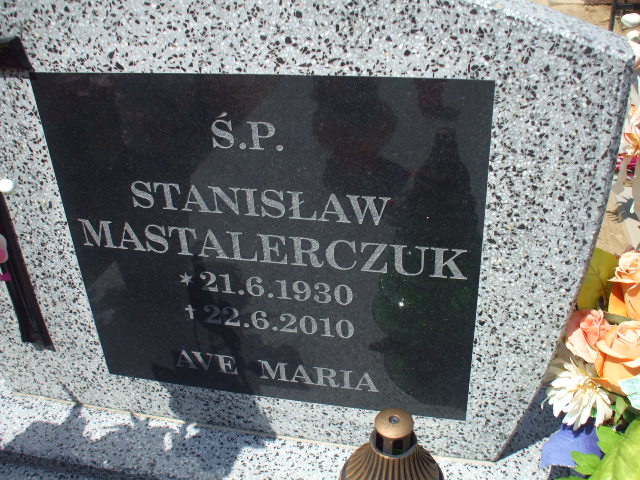 Ś.P.
STANISŁAW
MASTALERCZUK
* 21.6.1930
† 22.6.2010
AVE MARIA